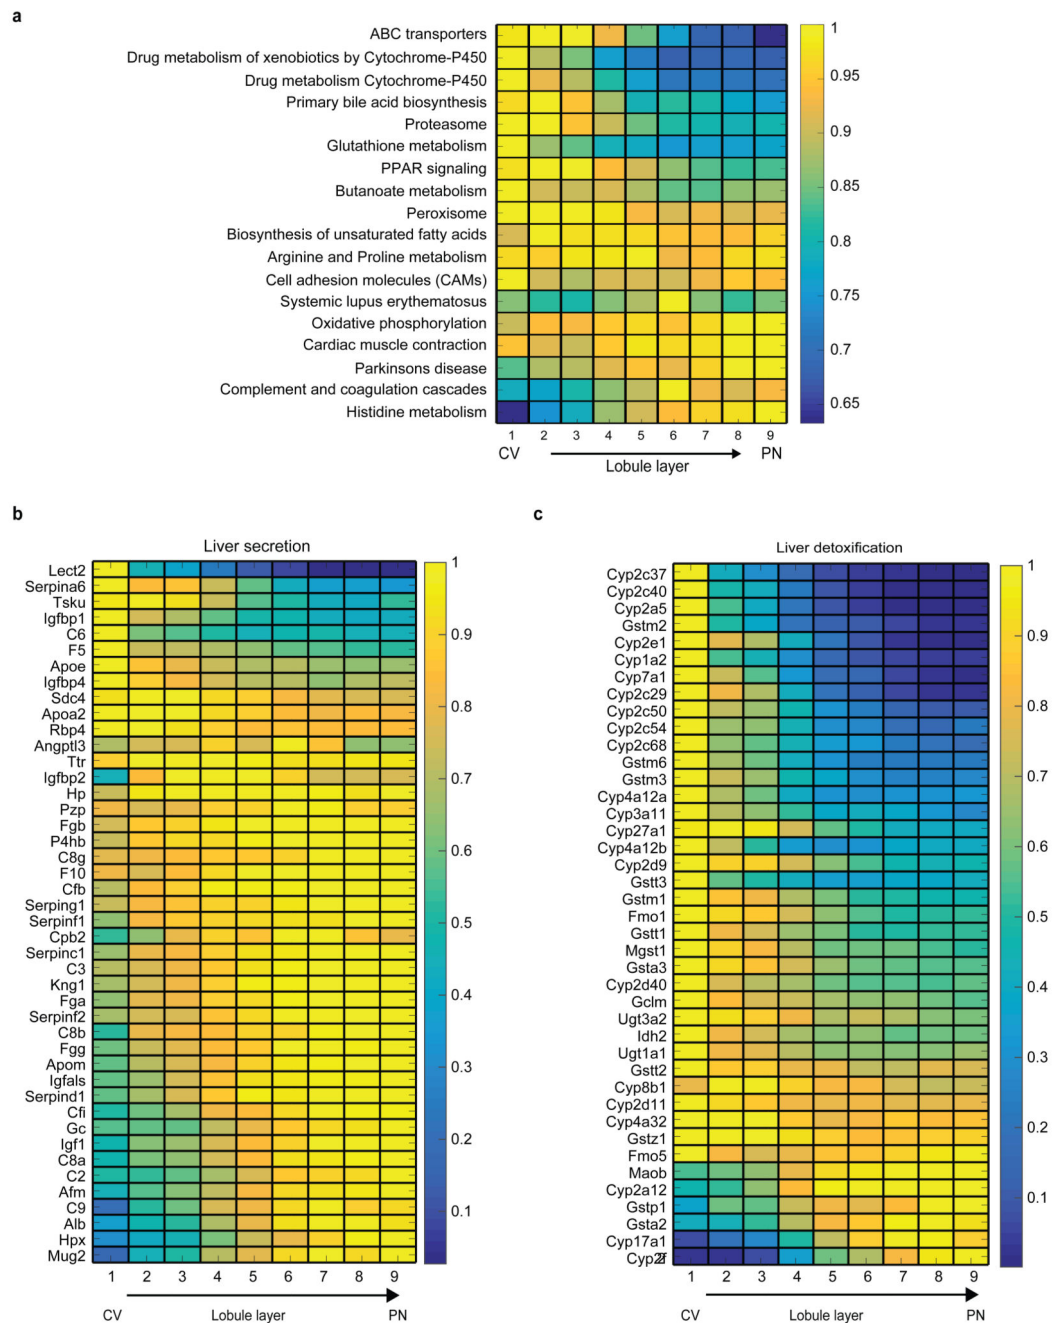 a
ABC transporters
Drug metabolism of xenobiotics by Cytochrome-P450
Drug metabolism Cytochrome-P450
Primary bile acid biosynthesis
Proteasome
Glutathione metabolism
PPAR signaling
Butanoate metabolism
Peroxisome
Biosynthesis of unsaturated fatty acids
Arginine and Proline metabolism
Cell adhesion molecules (CAMs)
Systemic lupus erythematosus
Oxidative phosphorylation
Cardiac muscle contraction
Parkinsons disease
Complement and coagulation cascades
Histidine metabolism
1 2 3 4 5 6 7 8 9
CV PN
Lobule layer
1
0.95
0.9
0.85
0.8
0.75
0.7
0.65
b
Liver secretion
Lect2
Serpina6
Tsku
Igfbp1
C6
F5
Apoe
Igfbp4
Sdc4
Apoa2
Rbp4
Angptl3
Ttr
Igfbp2
Hp
Pzp
Fgb
P4hb
C8g
F10
Cfb
Serping1
Serpinf1
Cpb2
Serpinc1
C3
Kng1
Fga
Serpinf2
C8b
Fgg
Apom
Igfals
Serpind1
Cfi
Gc
Igf1
C8a
C2
Afm
C9
Alb
Hpx
Mug2
1 2 3 4 5 6 7 8 9
CV Lobule layer PN
1
0.9
0.8
0.7
0.6
0.5
0.4
0.3
0.2
0.1
c
Liver detoxification
Cyp2c37
Cyp2c40
Cyp2a5
Gstm2
Cyp2e1
Cyp1a2
Cyp7a1
Cyp2c29
Cyp2c50
Cyp2c54
Cyp2c68
Gstm6
Gstm3
Cyp4a12a
Cyp3a11
Cyp27a1
Cyp4a12b
Cyp2d9
Gstt3
Gstm1
Fmo1
Gstt1
Mgst1
Gsta3
Cyp2d40
Gclm
Ugt3a2
Idh2
Ugt1a1
Gstt2
Cyp8b1
Cyp2d11
Cyp4a32
Gstz1
Fmo5
Maob
Cyp2a12
Gstp1
Gsta2
Cyp17a1
1 2 3 4 5 6 7 8 9
CV Lobule layer PN
1
0.9
0.8
0.7
0.6
0.5
0.4
0.3
0.2
0.1